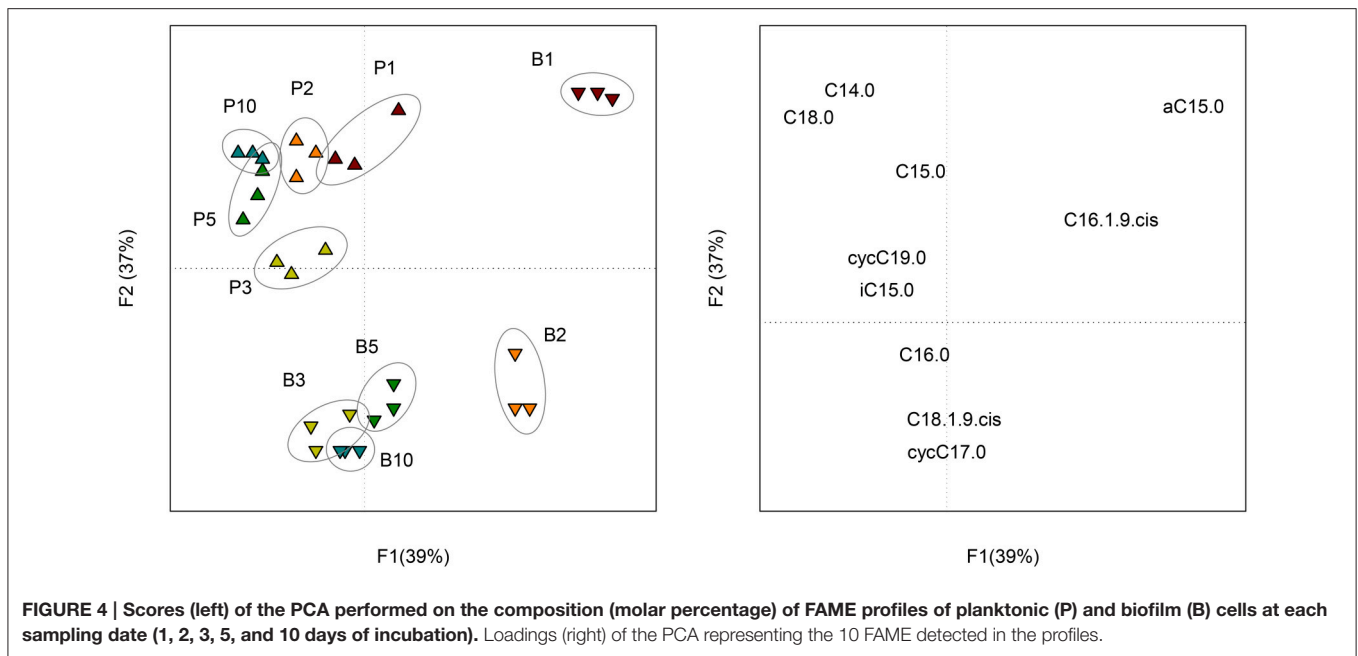 B1
P1
P2
P10
P5
P3
B2
B5
B3
B10
F2 (37%)
F1(39%)
C14.0
aC15.0
C18.0
C15.0
C16.1.9.cis
cycC19.0
iC15.0
C16.0
C18.1.9.cis
cycC17.0
F2 (37%)
F1(39%)
FIGURE 4 | Scores (left) of the PCA performed on the composition (molar percentage) of FAME profiles of planktonic (P) and biofilm (B) cells at each
sampling date (1, 2, 3, 5, and 10 days of incubation). Loadings (right) of the PCA representing the 10 FAME detected in the profiles.